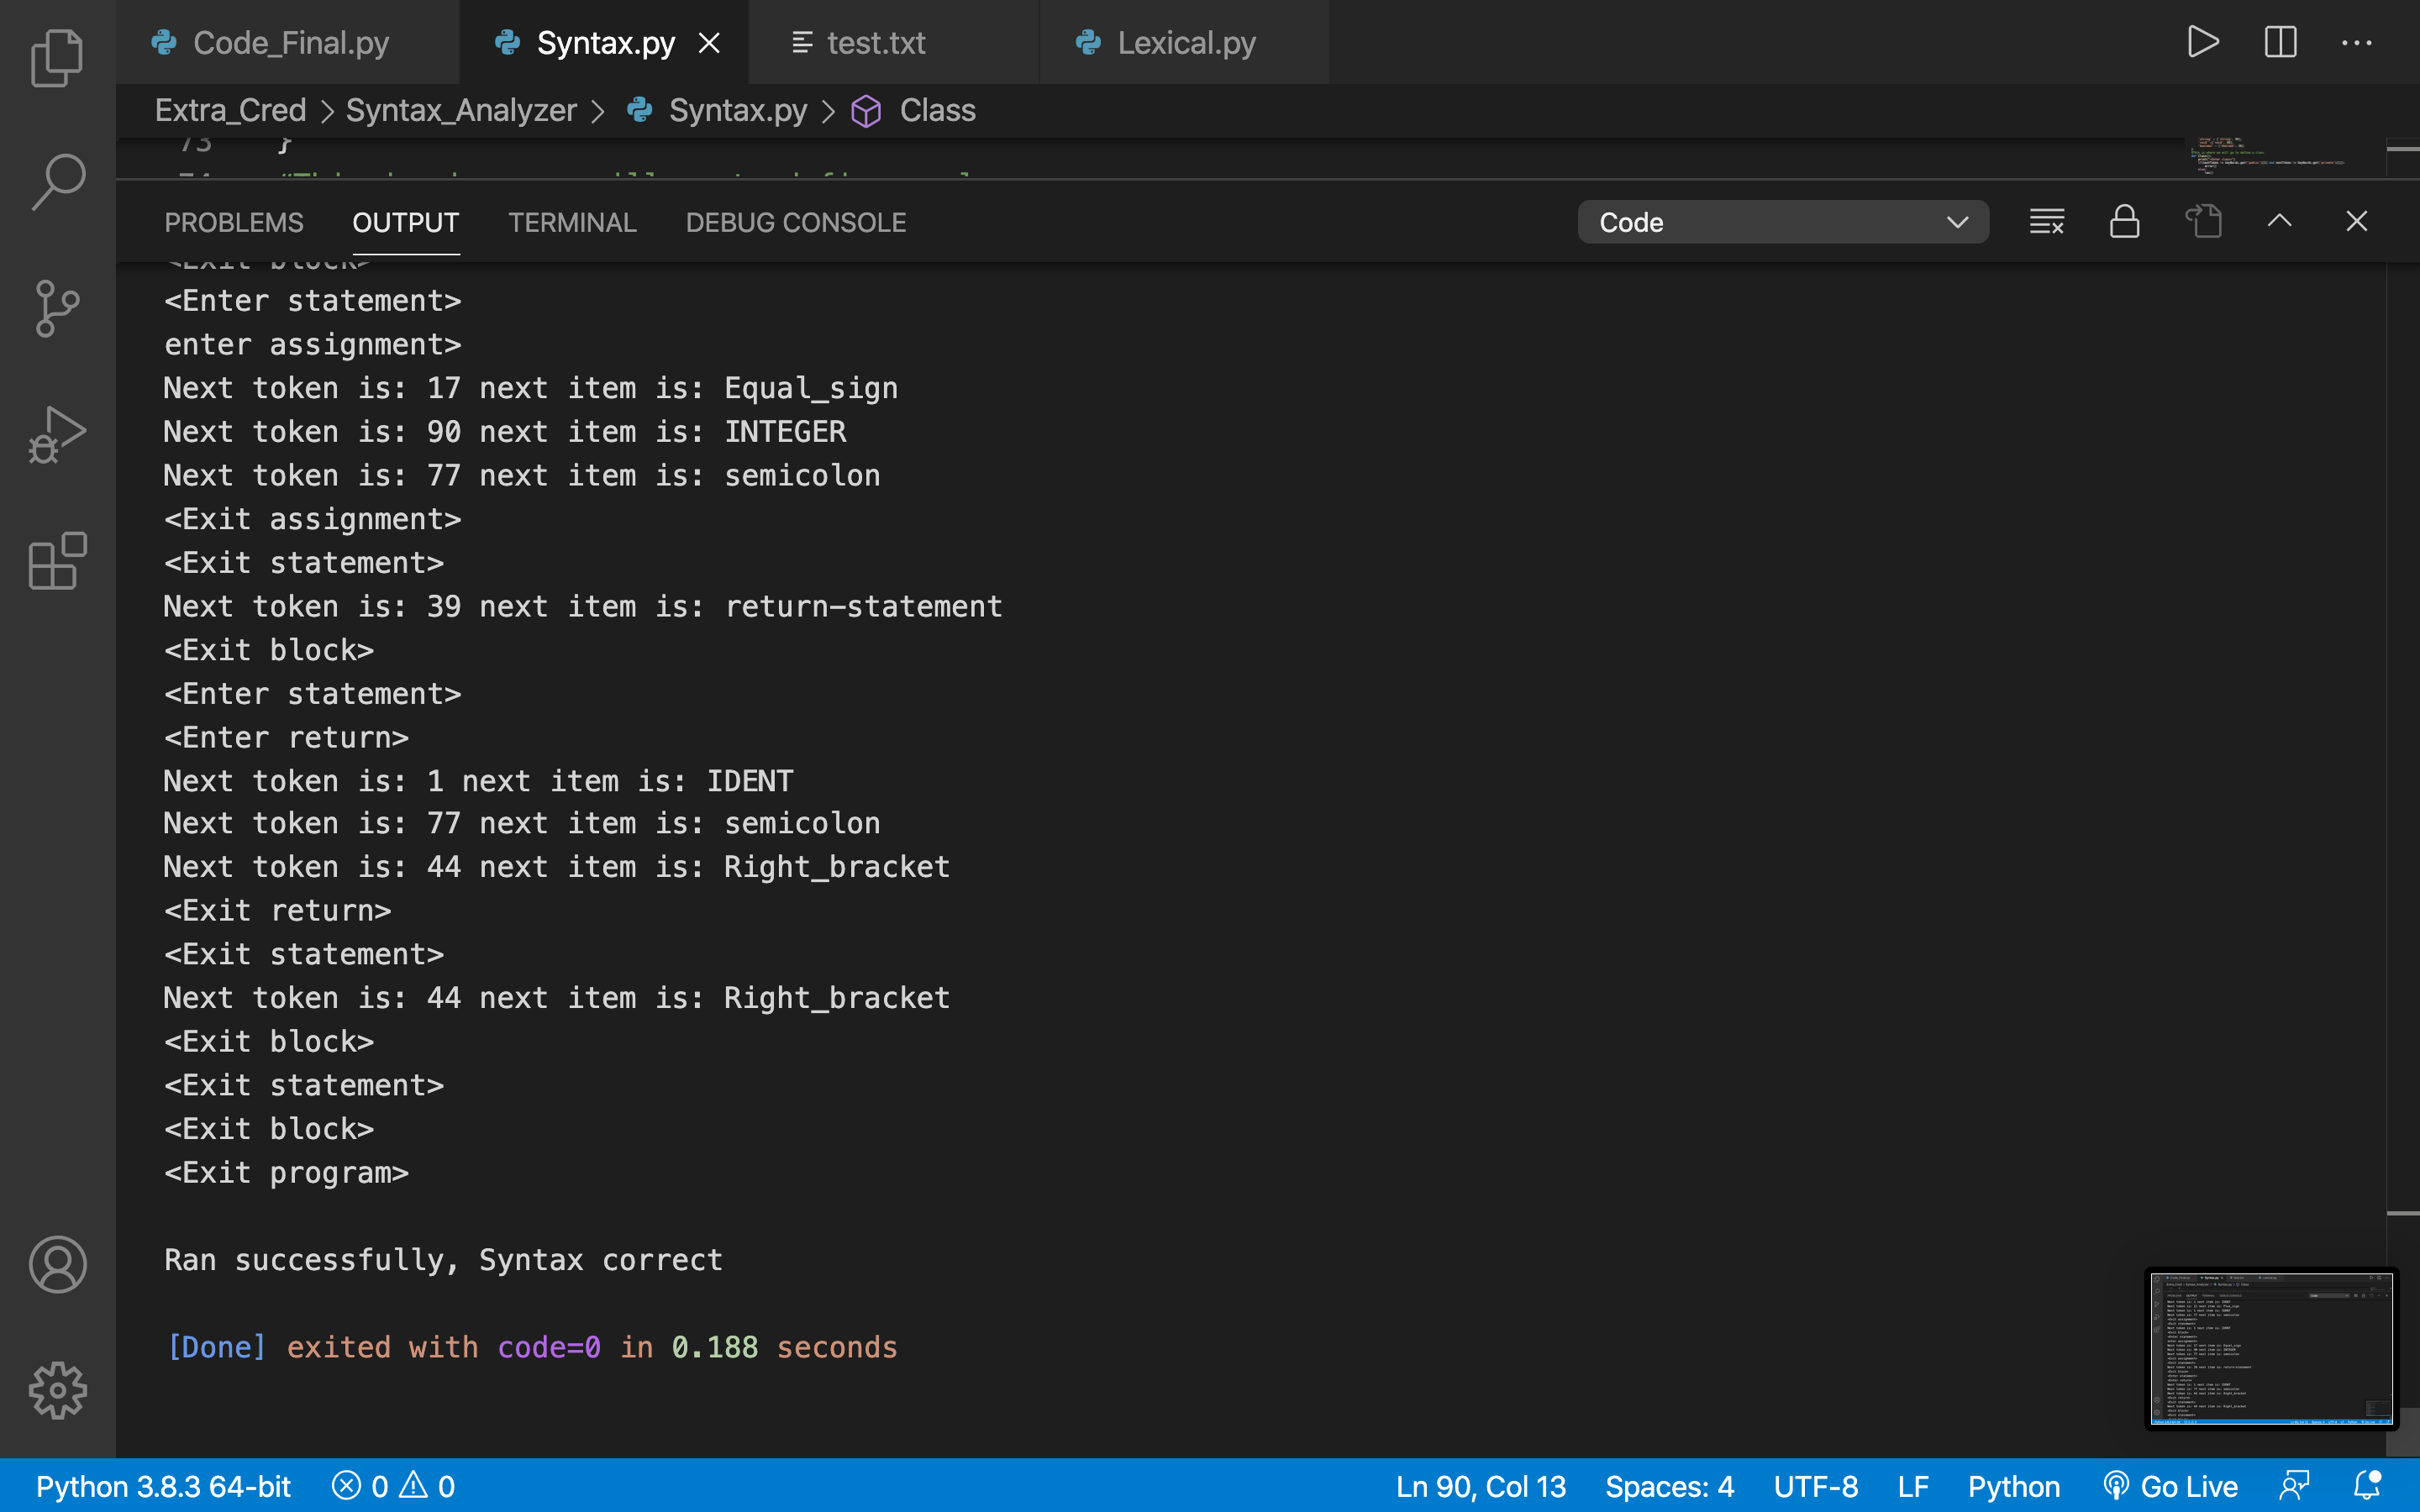 Code_Final.py Syntax.py test.txt Lexical.py
Extra_Cred > Syntax_Analyzer > Syntax.py > Class
73 }
PROBLEMS OUTPUT TERMINAL DEBUG CONSOLE Code
<Exit block>
<Enter statement>
enter assignment>
Next token is: 17 next item is: Equal_sign
Next token is: 90 next item is: INTEGER
Next token is: 77 next item is: semicolon
<Exit assignment>
<Exit statement>
Next token is: 39 next item is: return-statement
<Exit block>
<Enter statement>
<Enter return>
Next token is: 1 next item is: IDENT
Next token is: 77 next item is: semicolon
Next token is: 44 next item is: Right_bracket
<Exit return>
<Exit statement>
Next token is: 44 next item is: Right_bracket
<Exit block>
<Exit statement>
<Exit block>
<Exit program>
Ran successfully, Syntax correct
[Done] exited with code=0 in 0.188 seconds
Python 3.8.3 64-bit 0 0 Ln 90, Col 13 Spaces: 4 UTF-8 LF Python Go Live